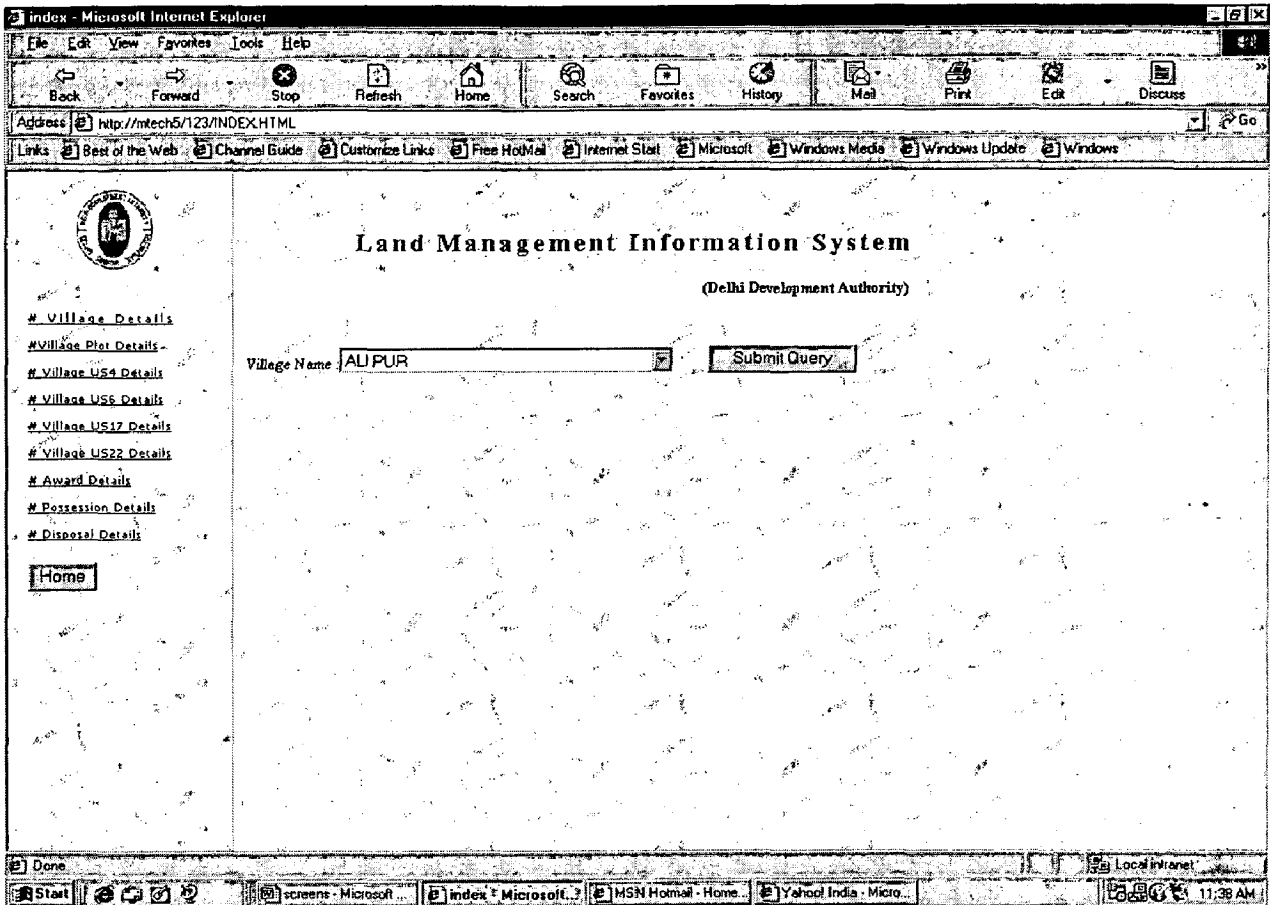 index - Microsoft Internet Explorer
File Edit View Favorites Tools Help
Back Forward Stop Refresh Home Search Favorites History Mail Print Edit Discuss »
Address http://mtech5/123/INDEX.HTML Go
Links Best of the Web Channel Guide Customize Links Free HotMail Internet Start Microsoft Windows Media Windows Update Windows
Land Management Information System
(Delhi Development Authority)
# Village Details
#Village Plot Details
# Village US4 Details
# Village US6 Details
# Village US17 Details
# Village US22 Details
# Award Details
# Possession Details
# Disposal Details
Home
Village Name : ALI PUR Submit Query
Done Local intranet
Start screens - Microsoft ... index - Microsoft... MSN Hotmail - Home... Yahoo! India - Micro... 11:38 AM